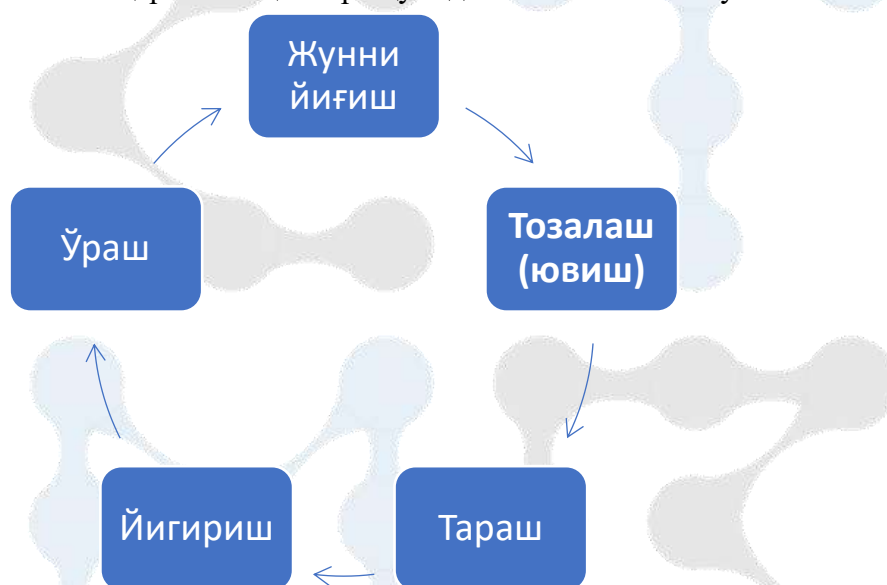 Жунни
йиғиш
Тозалаш
(ювиш)
Тараш
Йигириш
Ўраш